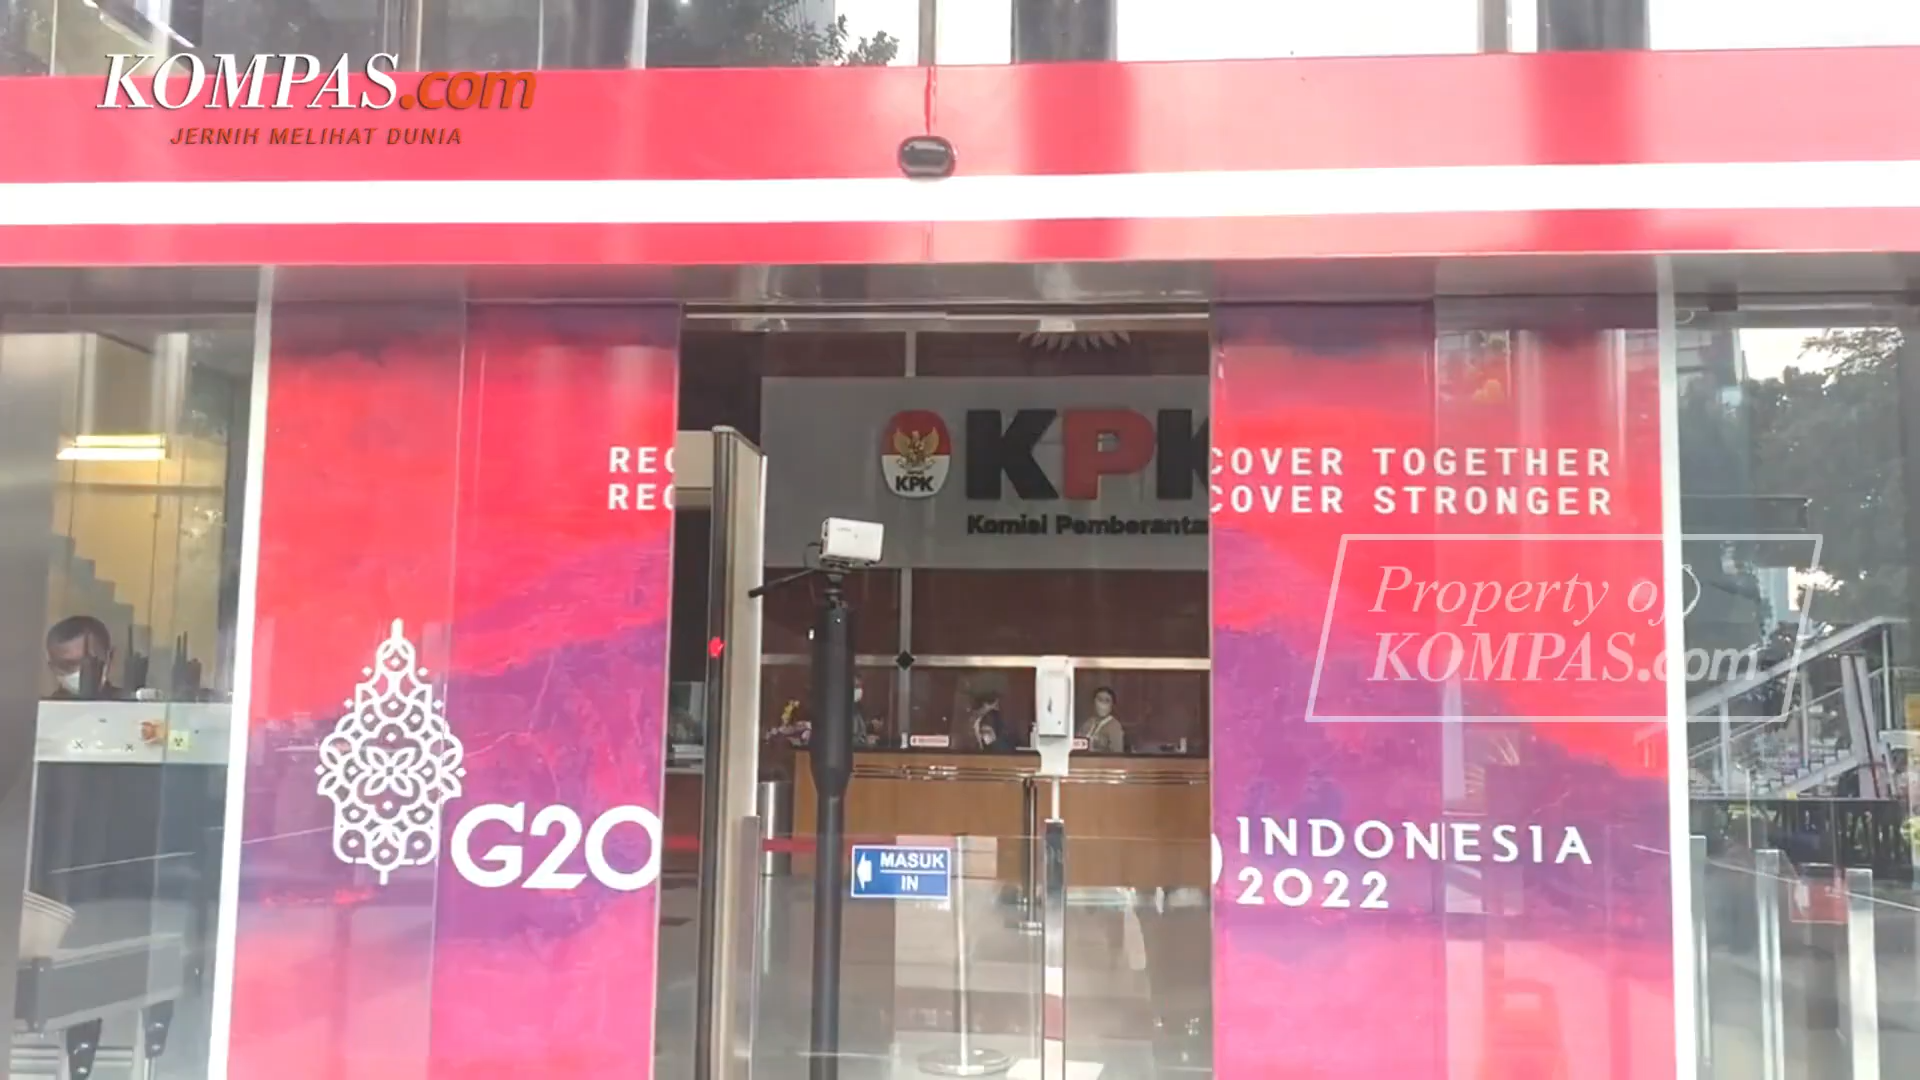 KOMPAS.com
JERNIH MELIHAT DUNIA
KPK
KPK
Komisi Pemberanta
REC COVER TOGETHER
REC COVER STRONGER
Property of
KOMPAS.com
G20
INDONESIA
2022
MASUK
IN